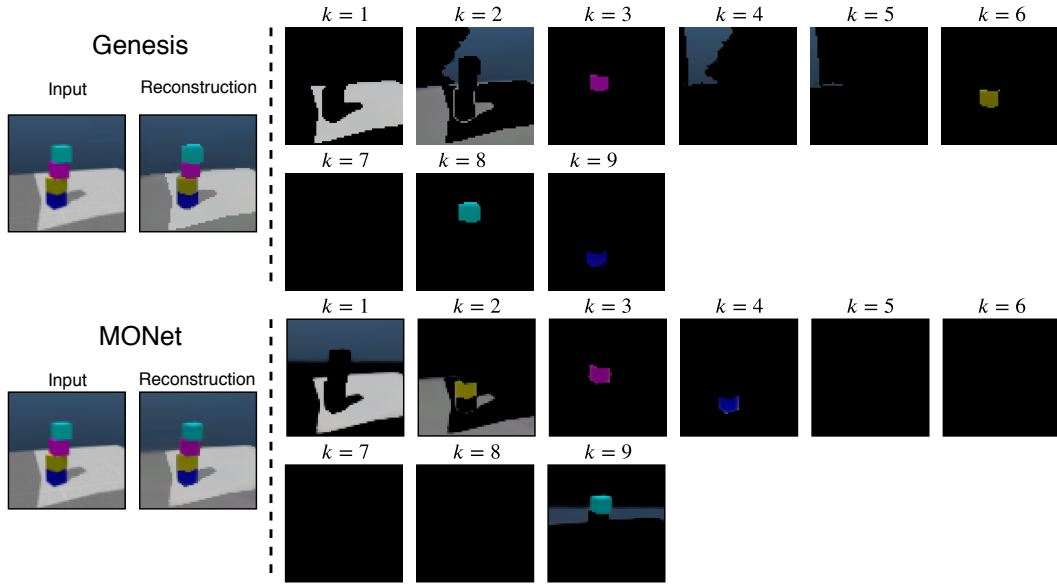 Genesis
Input Reconstruction
k = 1 k = 2 k = 3 k = 4 k = 5 k = 6
k = 7 k = 8 k = 9
MONet
Input Reconstruction
k = 1 k = 2 k = 3 k = 4 k = 5 k = 6
k = 7 k = 8 k = 9